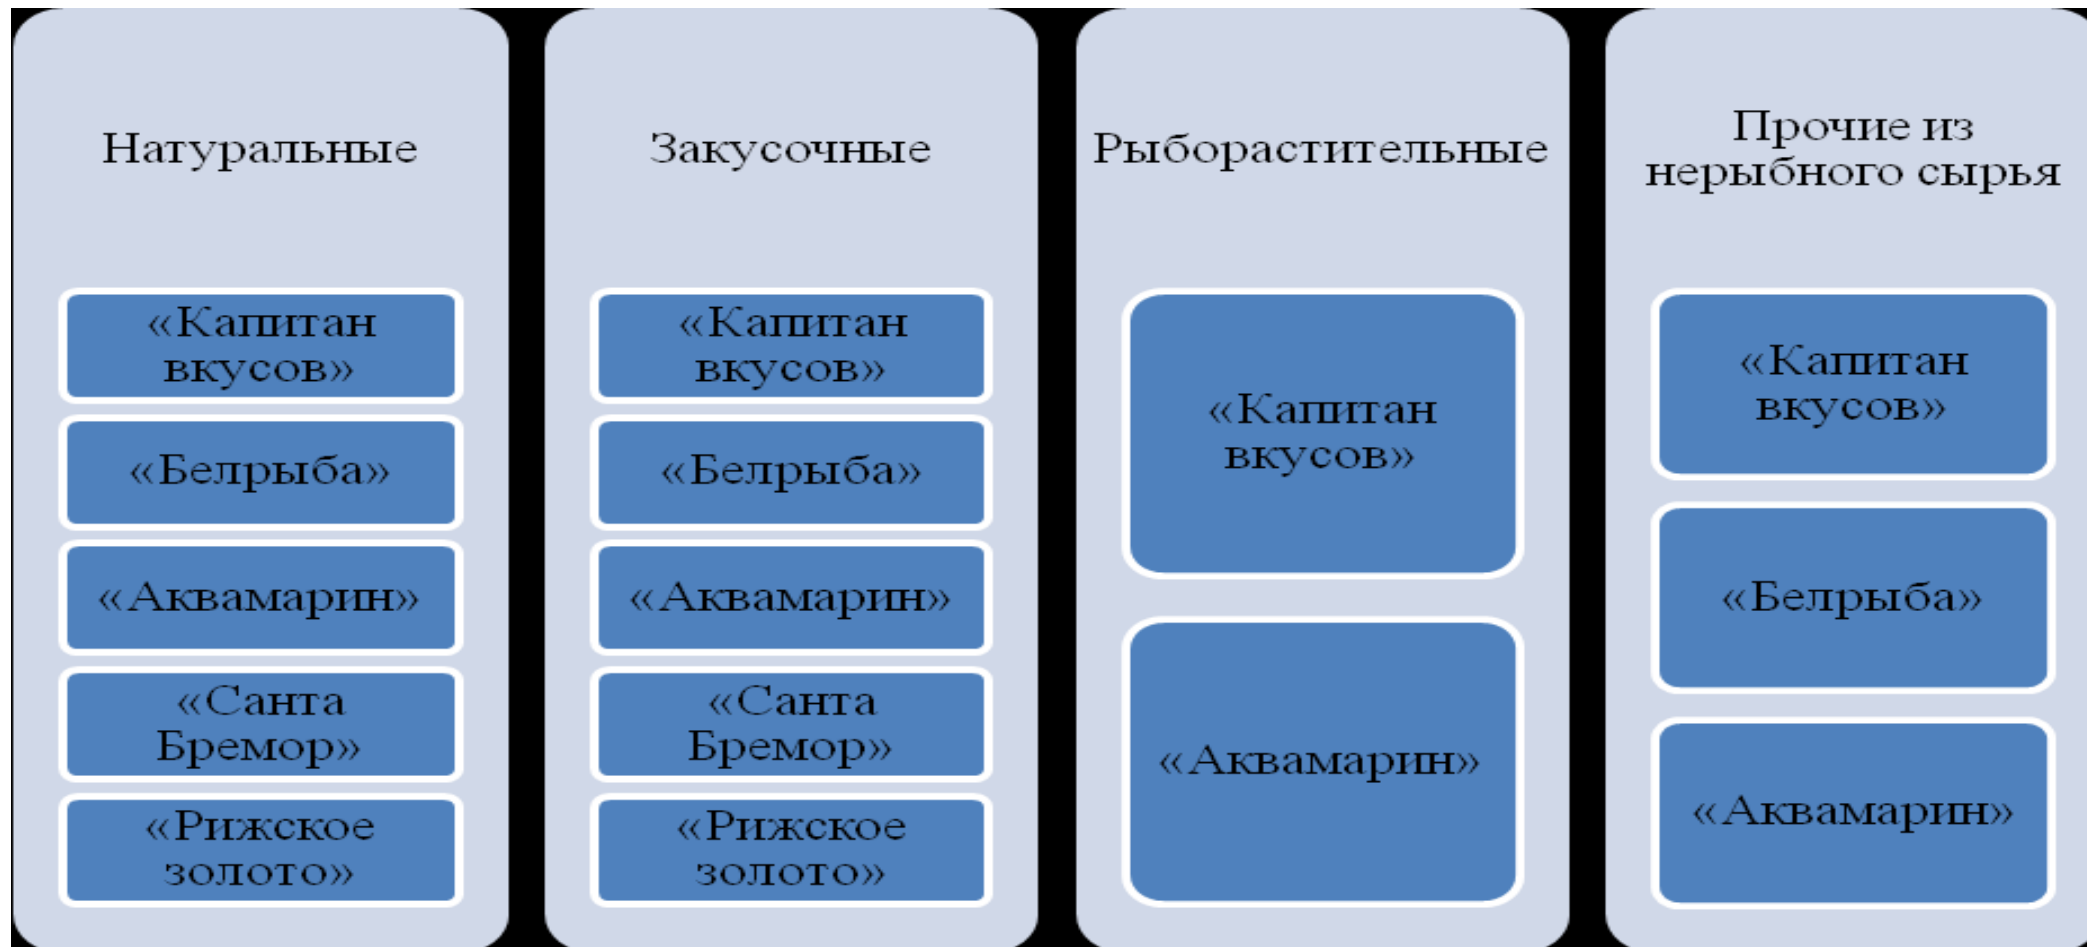 Натуральные
«Капитан
вкусов»
«Белрыба»
«Аквамарин»
«Санта
Бремор»
«Рижское
золото»
Закусочные
«Капитан
вкусов»
«Белрыба»
«Аквамарин»
«Санта
Бремор»
«Рижское
золото»
Рыборастительные
«Капитан
вкусов»
«Аквамарин»
Прочие из
нерыбного сырья
«Капитан
вкусов»
«Белрыба»
«Аквамарин»